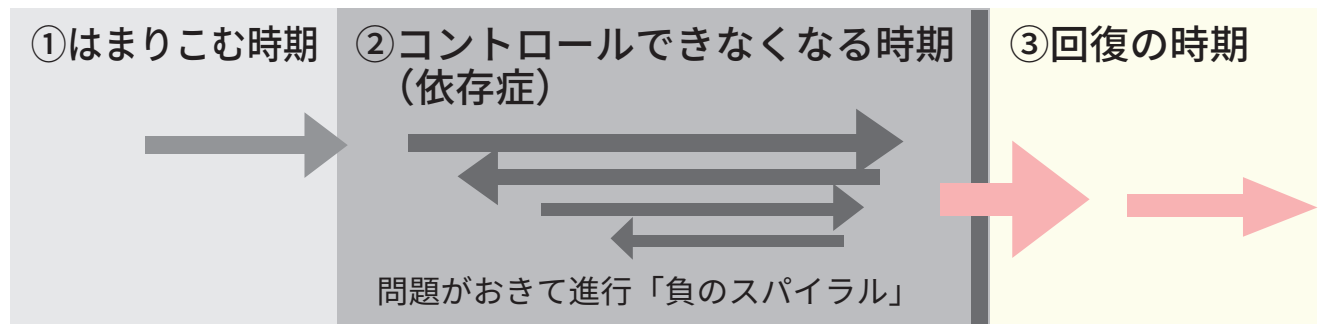 ①はまりこむ時期
②コントロールできなくなる時期
（依存症）
問題がおきて進行「負のスパイラル」
③回復の時期